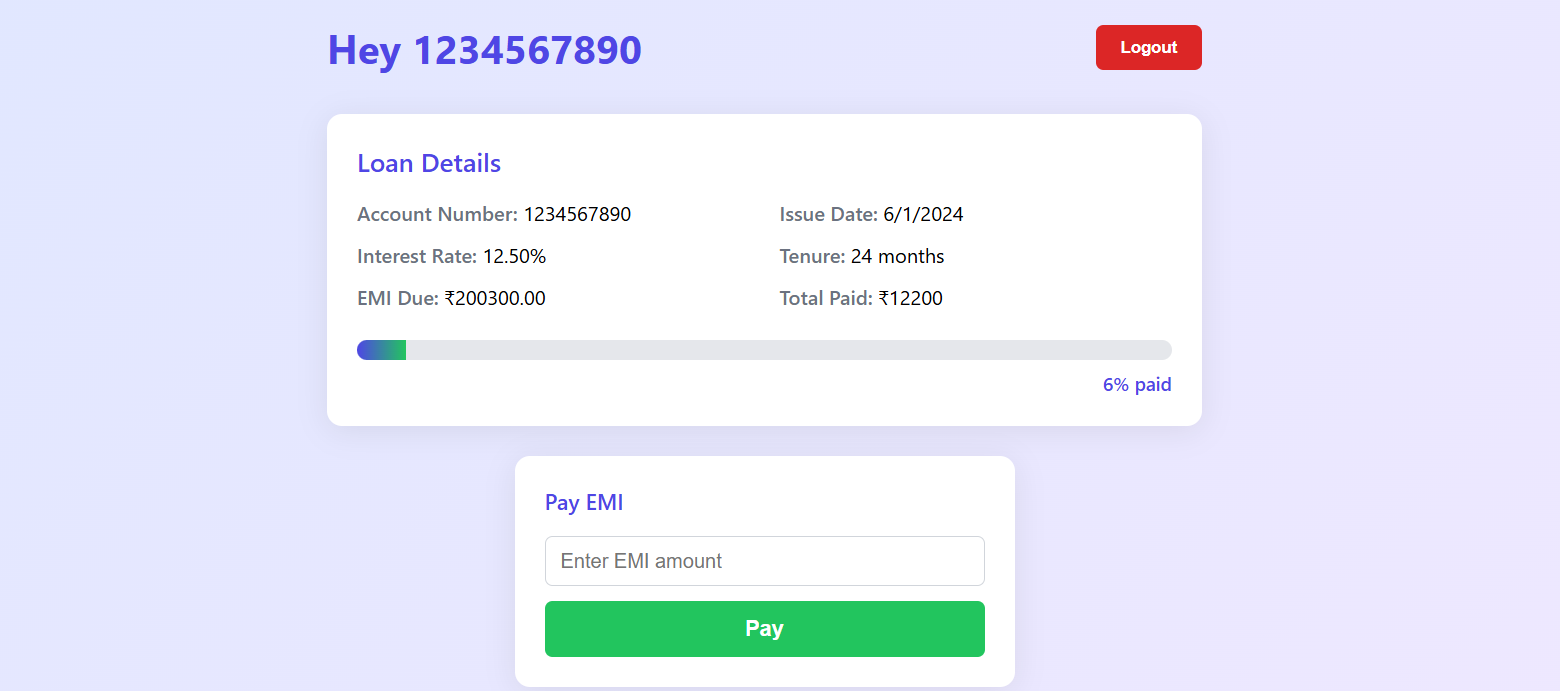 Hey 1234567890
Logout
Loan Details
Account Number: 1234567890
Issue Date: 6/1/2024
Interest Rate: 12.50%
Tenure: 24 months
EMI Due: ₹200300.00
Total Paid: ₹12200
6% paid
Pay EMI
Enter EMI amount
Pay